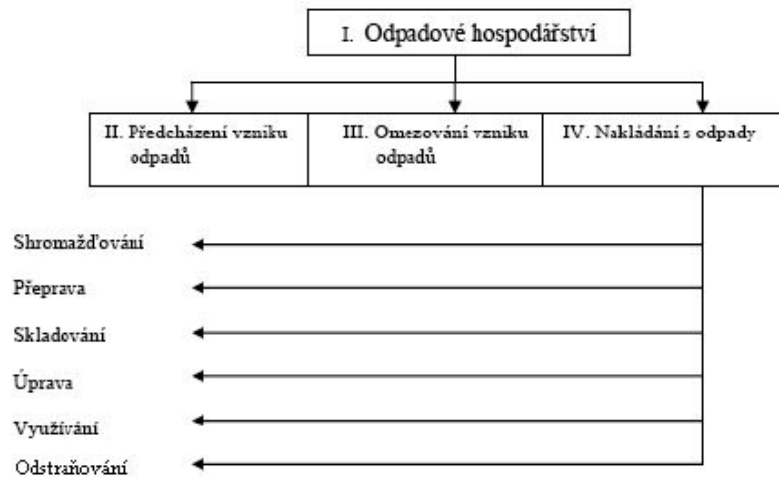 I. Odpadové hospodářství
II. Předcházení vzniku
odpadů
III. Omezování vzniku
odpadů
IV. Nakládání s odpady
Shromažďování
Přeprava
Skladování
Úprava
Využívání
Odstraňování